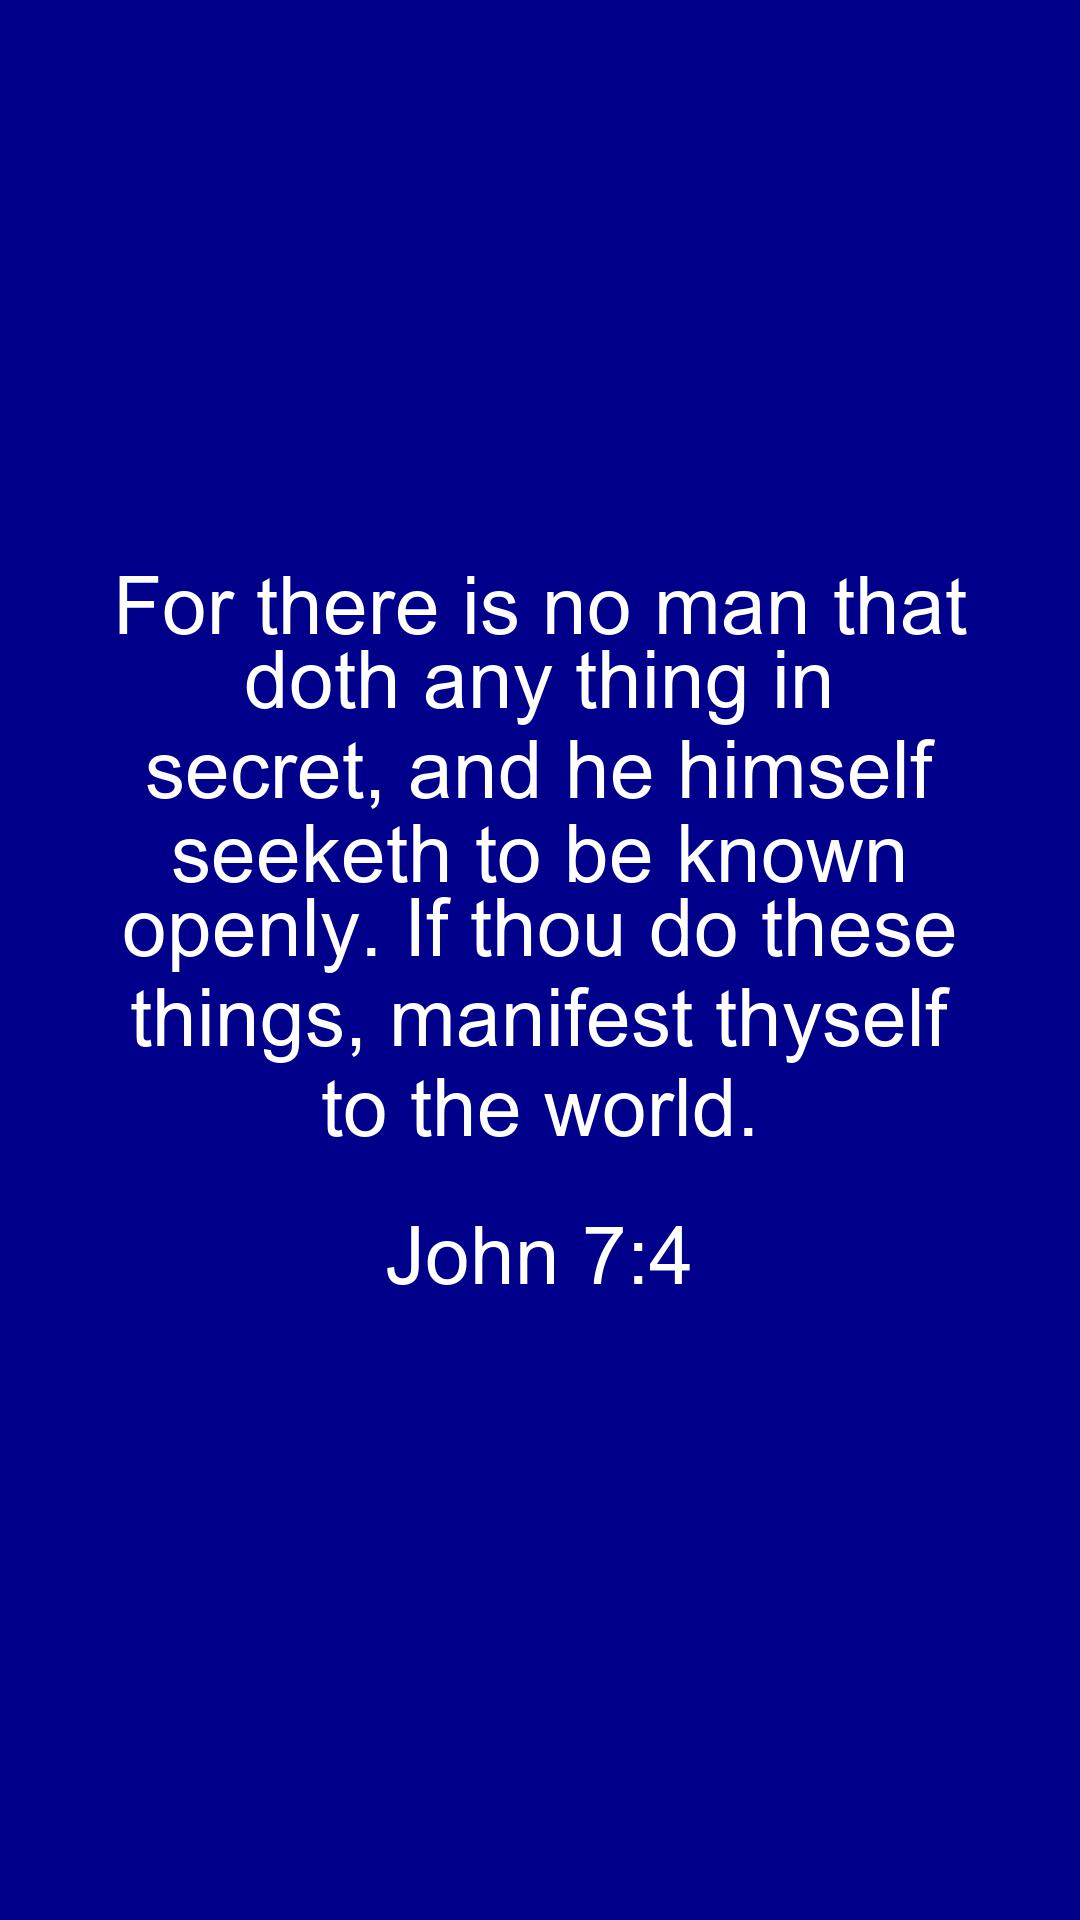 For there is no man that
doth any thing in
secret, and he himself
seeketh to be known
openly. If thou do these
things, manifest thyself
to the world.
John 7:4